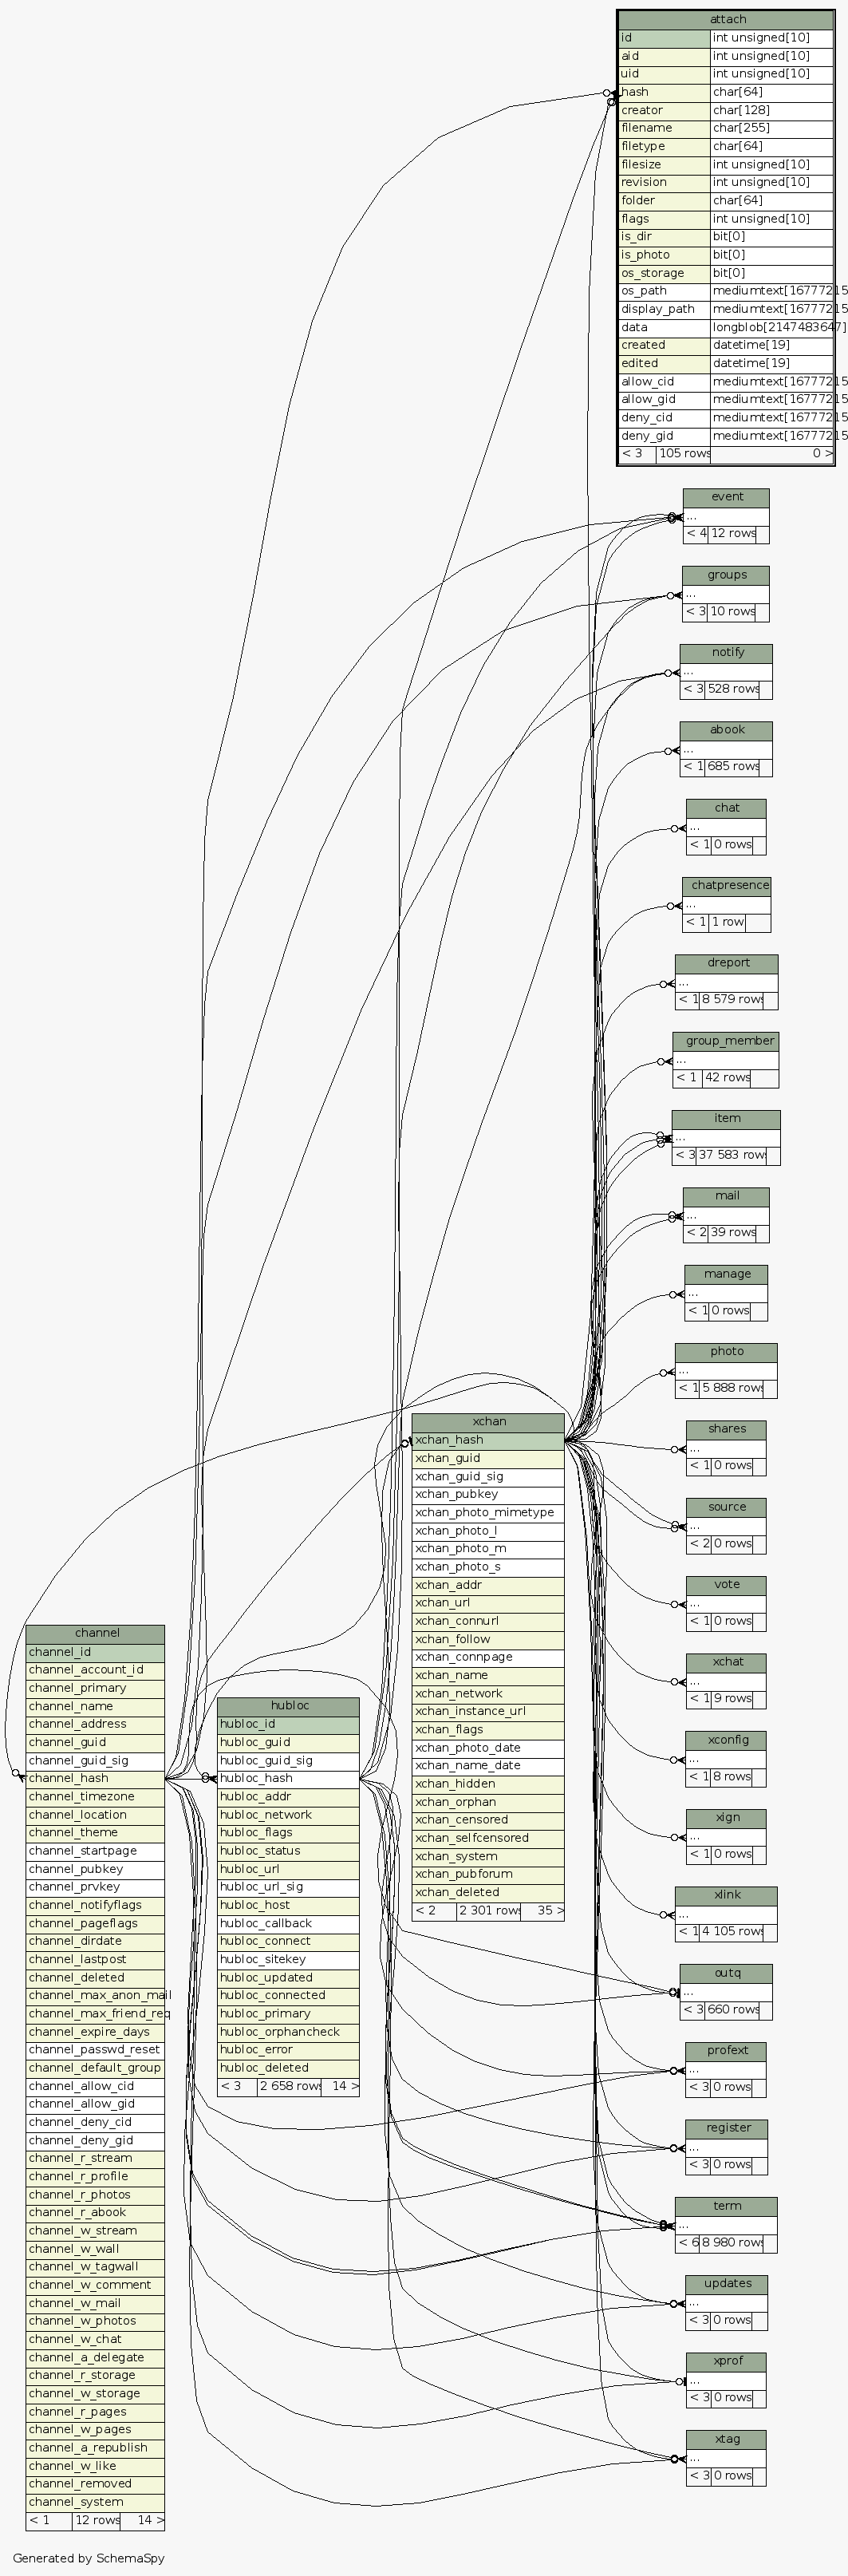 attach
id int unsigned[10]
aid int unsigned[10]
uid int unsigned[10]
hash char[64]
creator char[128]
filename char[255]
filetype char[64]
filesize int unsigned[10]
revision int unsigned[10]
folder char[64]
flags int unsigned[10]
is_dir bit[0]
is_photo bit[0]
os_storage bit[0]
os_path mediumtext[16777215
display_path mediumtext[16777215
data longblob[2147483647]
created datetime[19]
edited datetime[19]
allow_cid mediumtext[16777215
allow_gid mediumtext[16777215
deny_cid mediumtext[16777215
deny_gid mediumtext[16777215
< 3 105 rows 0 >
event
...
< 4 12 rows
groups
...
< 3 10 rows
notify
...
< 3 528 rows
abook
...
< 1 685 rows
chat
...
< 1 0 rows
chatpresence
...
< 1 1 row
dreport
...
< 1 8 579 rows
group_member
...
< 1 42 rows
item
...
< 3 37 583 rows
mail
...
< 2 39 rows
manage
...
< 1 0 rows
photo
...
< 1 5 888 rows
shares
...
< 1 0 rows
source
...
< 2 0 rows
vote
...
< 1 0 rows
xchat
...
< 1 9 rows
xconfig
...
< 1 8 rows
xign
...
< 1 0 rows
xlink
...
< 1 4 105 rows
outq
...
< 3 660 rows
profext
...
< 3 0 rows
register
...
< 3 0 rows
term
...
< 6 8 980 rows
updates
...
< 3 0 rows
xprof
...
< 3 0 rows
xtag
...
< 3 0 rows
xchan
xchan_hash
xchan_guid
xchan_guid_sig
xchan_pubkey
xchan_photo_mimetype
xchan_photo_l
xchan_photo_m
xchan_photo_s
xchan_addr
xchan_url
xchan_connurl
xchan_follow
xchan_connpage
xchan_name
xchan_network
xchan_instance_url
xchan_flags
xchan_photo_date
xchan_name_date
xchan_hidden
xchan_orphan
xchan_censored
xchan_selfcensored
xchan_system
xchan_pubforum
xchan_deleted
< 2 2 301 rows 35 >
hubloc
hubloc_id
hubloc_guid
hubloc_guid_sig
hubloc_hash
hubloc_addr
hubloc_network
hubloc_flags
hubloc_status
hubloc_url
hubloc_url_sig
hubloc_host
hubloc_callback
hubloc_connect
hubloc_sitekey
hubloc_updated
hubloc_connected
hubloc_primary
hubloc_orphancheck
hubloc_error
hubloc_deleted
< 3 2 658 rows 14 >
channel
channel_id
channel_account_id
channel_primary
channel_name
channel_address
channel_guid
channel_guid_sig
channel_hash
channel_timezone
channel_location
channel_theme
channel_startpage
channel_pubkey
channel_prvkey
channel_notifyflags
channel_pageflags
channel_dirdate
channel_lastpost
channel_deleted
channel_max_anon_mail
channel_max_friend_req
channel_expire_days
channel_passwd_reset
channel_default_group
channel_allow_cid
channel_allow_gid
channel_deny_cid
channel_deny_gid
channel_r_stream
channel_r_profile
channel_r_photos
channel_r_abook
channel_w_stream
channel_w_wall
channel_w_tagwall
channel_w_comment
channel_w_mail
channel_w_photos
channel_w_chat
channel_a_delegate
channel_r_storage
channel_w_storage
channel_r_pages
channel_w_pages
channel_a_republish
channel_w_like
channel_removed
channel_system
< 1 12 rows 14 >
Generated by SchemaSpy